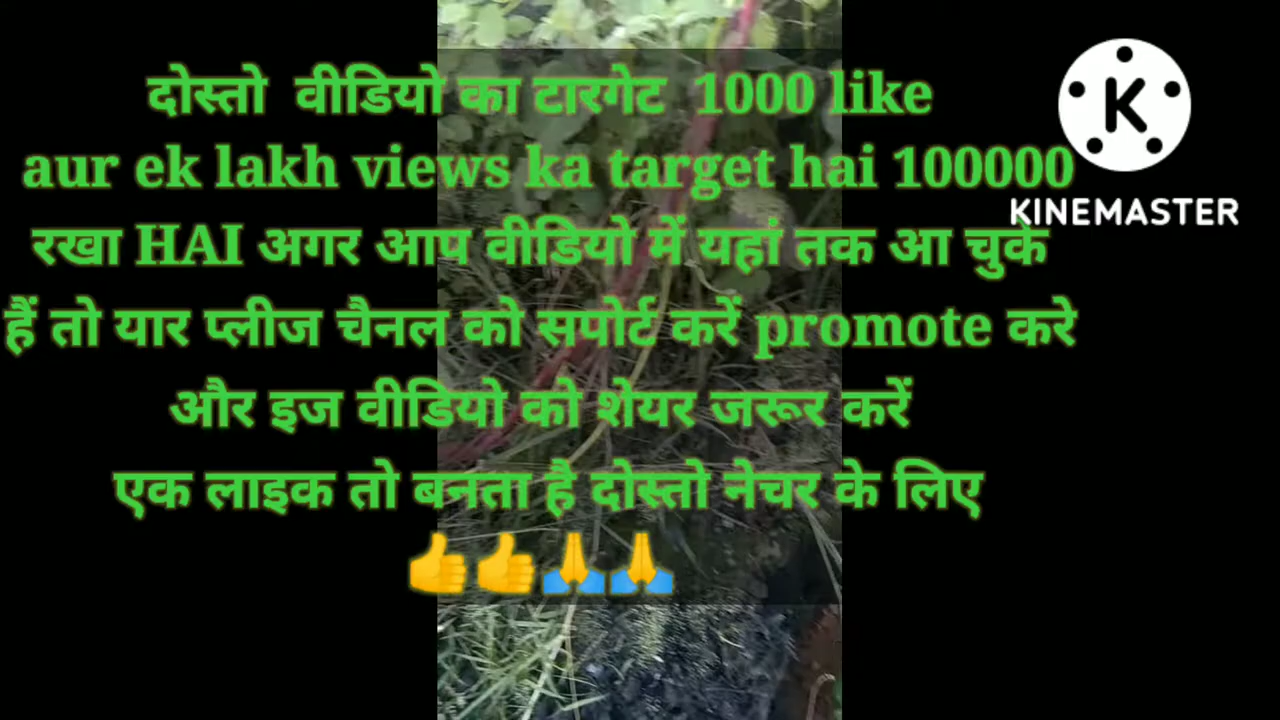 दोस्तो वीडियो का टारगेट 1000 like
aur ek lakh views ka target hai 100000
रखा HAI अगर आप वीडियो में यहां तक आ चुके
हैं तो यार प्लीज चैनल को सपोर्ट करें promote करे
और इज वीडियो को शेयर जरूर करें
एक लाइक तो बनता है दोस्तो नेचर के लिए
👍👍🙏🙏
K
KINEMASTER